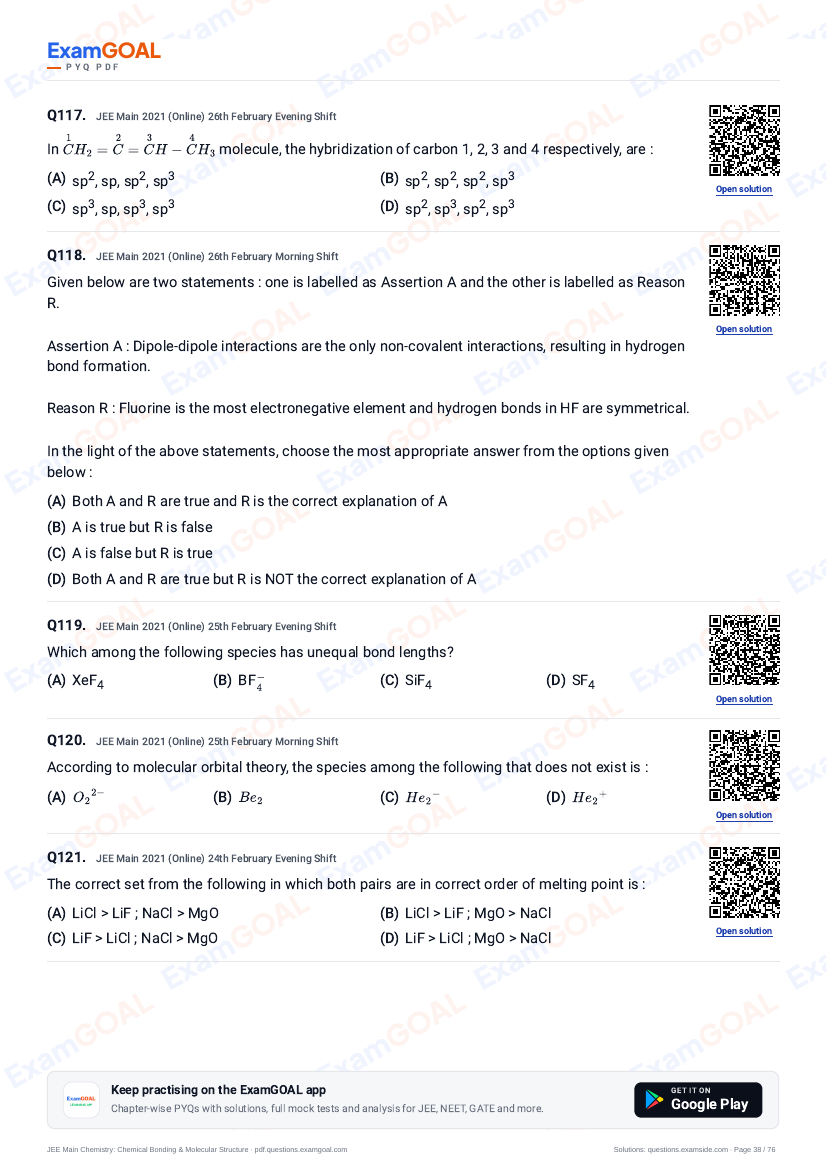 ExamGOAL
PYQ PDF
Q117. JEE Main 2021 (Online) 26th February Evening Shift
In $\overset{1}{C}H_2 = \overset{2}{C} = \overset{3}{C}H - \overset{4}{C}H_3$ molecule, the hybridization of carbon 1, 2, 3 and 4 respectively, are :
(A) sp², sp, sp², sp³ (B) sp², sp², sp², sp³
(C) sp³, sp, sp³, sp³ (D) sp², sp³, sp², sp³
Open solution
Q118. JEE Main 2021 (Online) 26th February Morning Shift
Given below are two statements : one is labelled as Assertion A and the other is labelled as Reason
R.
Assertion A : Dipole-dipole interactions are the only non-covalent interactions, resulting in hydrogen
bond formation.
Reason R : Fluorine is the most electronegative element and hydrogen bonds in HF are symmetrical.
In the light of the above statements, choose the most appropriate answer from the options given
below :
(A) Both A and R are true and R is the correct explanation of A
(B) A is true but R is false
(C) A is false but R is true
(D) Both A and R are true but R is NOT the correct explanation of A
Open solution
Q119. JEE Main 2021 (Online) 25th February Evening Shift
Which among the following species has unequal bond lengths?
(A) XeF₄ (B) BF₄⁻ (C) SiF₄ (D) SF₄
Open solution
Q120. JEE Main 2021 (Online) 25th February Morning Shift
According to molecular orbital theory, the species among the following that does not exist is :
(A) O₂²⁻ (B) Be₂ (C) He₂⁻ (D) He₂⁺
Open solution
Q121. JEE Main 2021 (Online) 24th February Evening Shift
The correct set from the following in which both pairs are in correct order of melting point is :
(A) LiCl > LiF ; NaCl > MgO (B) LiCl > LiF ; MgO > NaCl
(C) LiF > LiCl ; NaCl > MgO (D) LiF > LiCl ; MgO > NaCl
Open solution
Keep practising on the ExamGOAL app
Chapter-wise PYQs with solutions, full mock tests and analysis for JEE, NEET, GATE and more.
GET IT ON
Google Play
JEE Main Chemistry: Chemical Bonding & Molecular Structure · pdf.questions.examgoal.com
Solutions: questions.examside.com · Page 38 / 76